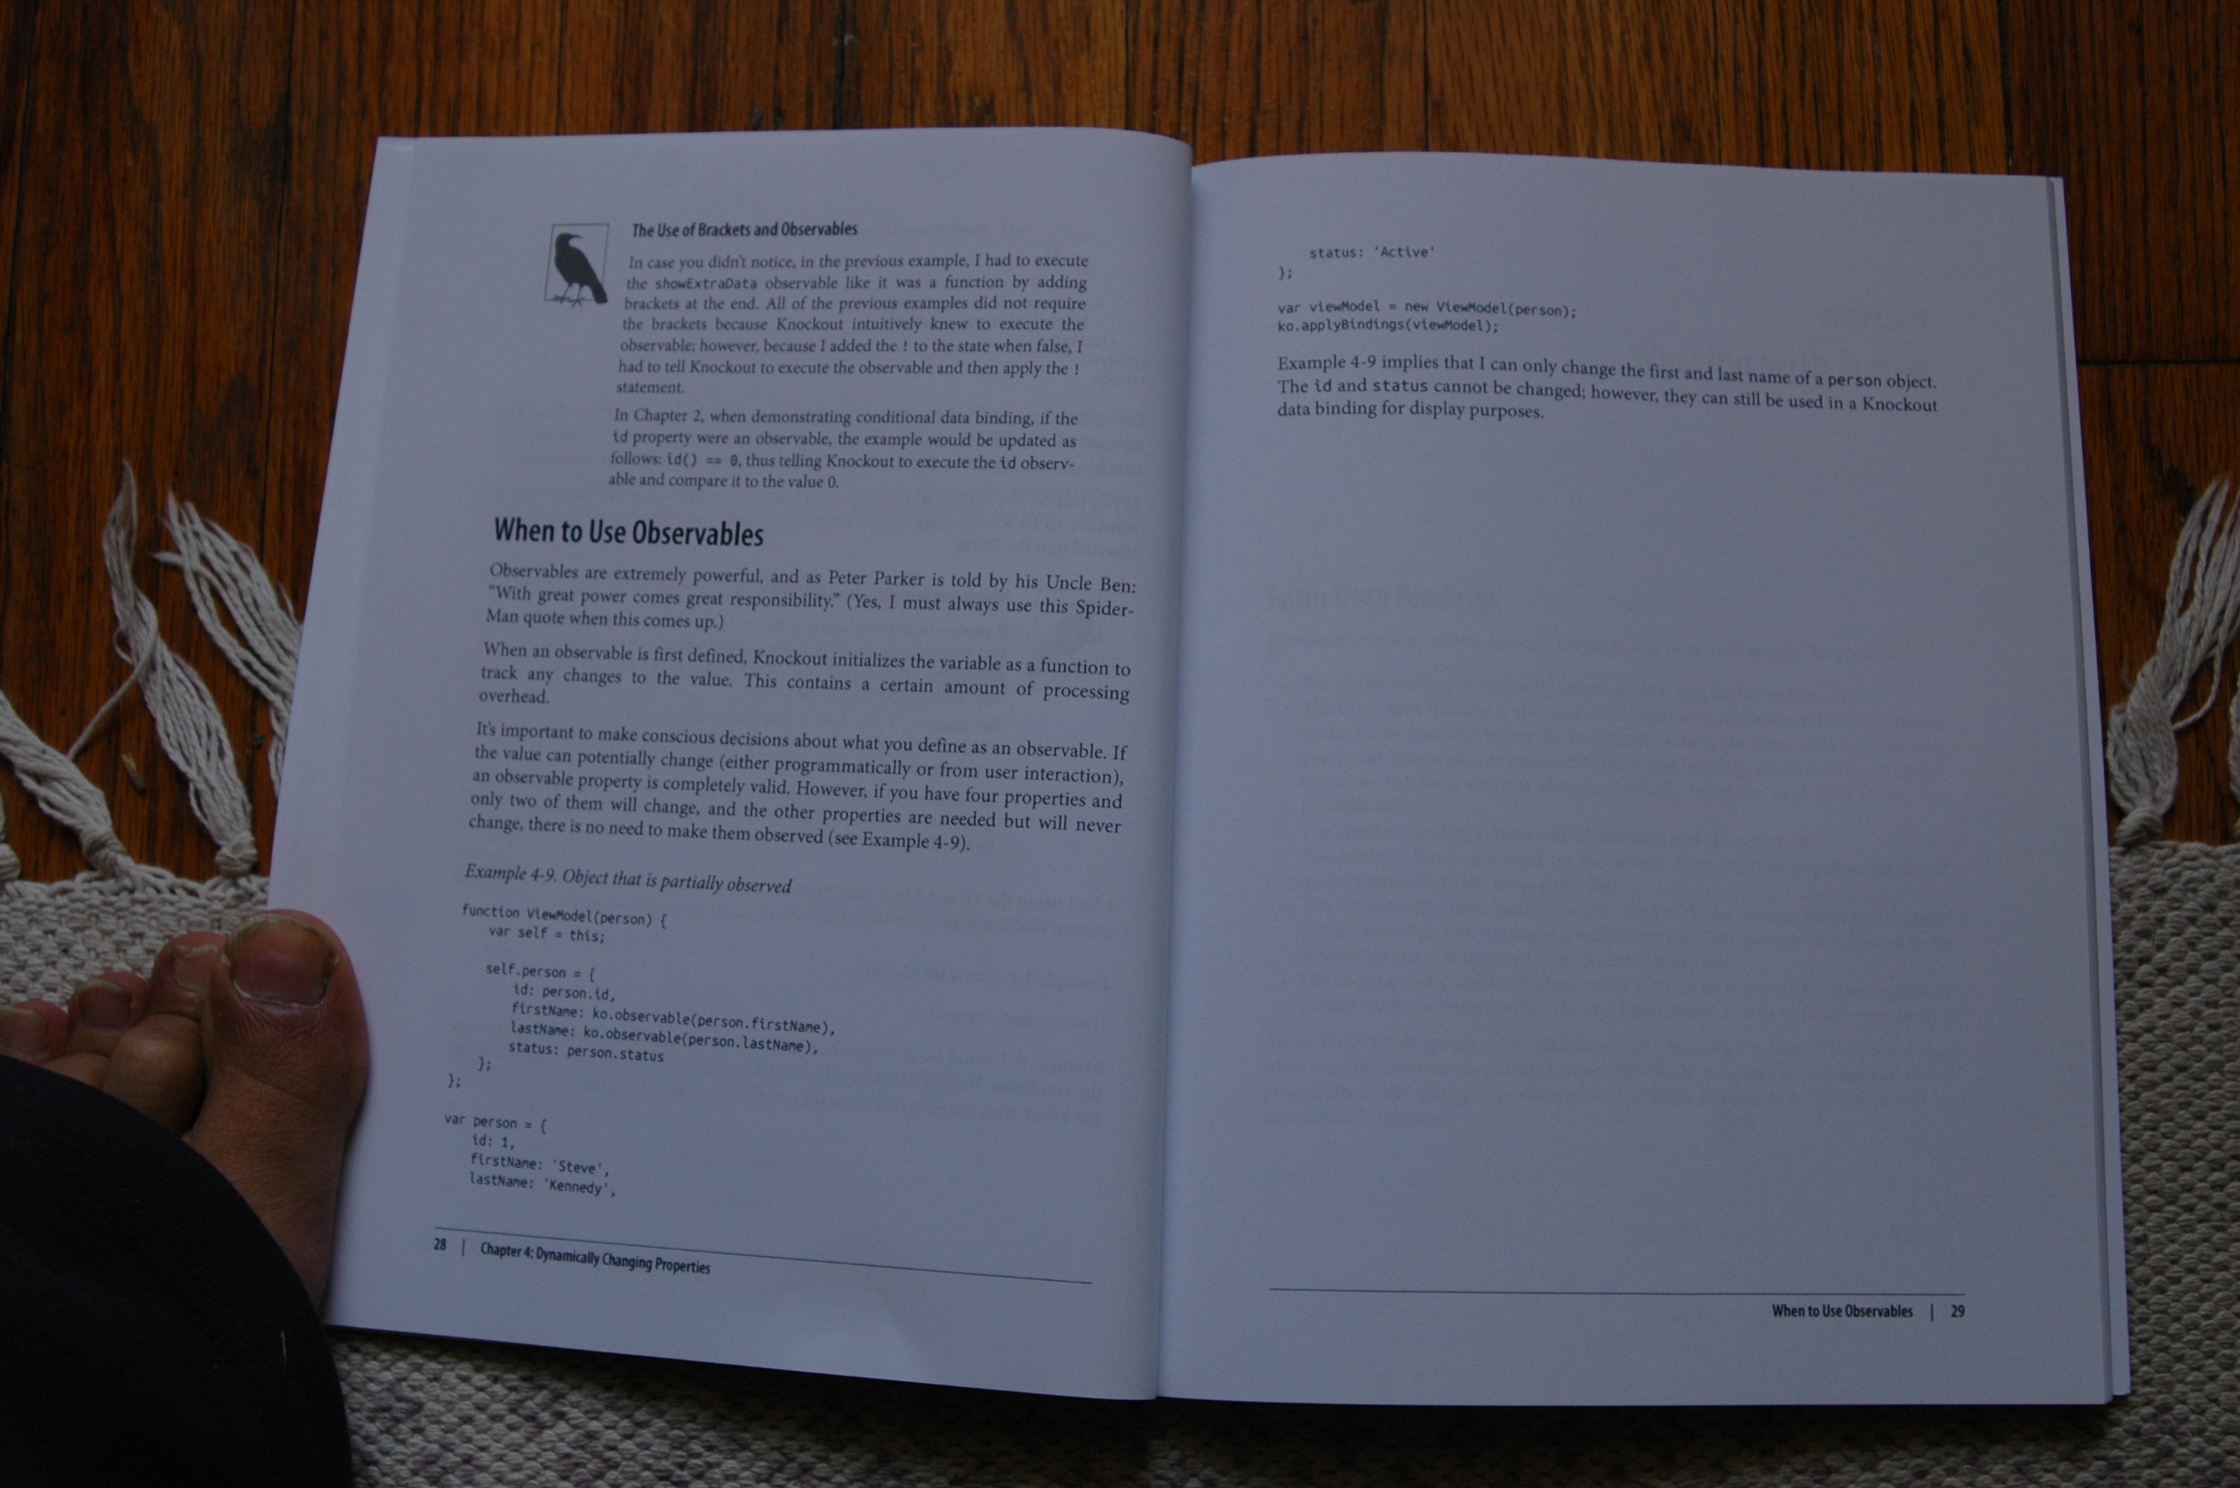 The Use of Brackets and Observables
In case you didn't notice, in the previous example, I had to execute
the showExtraData observable like it was a function by adding
brackets at the end. All of the previous examples did not require
the brackets because Knockout intuitively knew to execute the
observable; however, because I added the ! to the state when false, I
had to tell Knockout to execute the observable and then apply the !
statement.
In Chapter 2, when demonstrating conditional data binding, if the
id property were an observable, the example would be updated as
follows: id() == 0, thus telling Knockout to execute the id observ-
able and compare it to the value 0.
When to Use Observables
Observables are extremely powerful, and as Peter Parker is told by his Uncle Ben:
“With great power comes great responsibility.” (Yes, I must always use this Spider-
Man quote when this comes up.)
When an observable is first defined, Knockout initializes the variable as a function to
track any changes to the value. This contains a certain amount of processing
overhead.
It's important to make conscious decisions about what you define as an observable. If
the value can potentially change (either programmatically or from user interaction),
an observable property is completely valid. However, if you have four properties and
only two of them will change, and the other properties are needed but will never
change, there is no need to make them observed (see Example 4-9).
Example 4-9. Object that is partially observed
function ViewModel(person) {
var self = this;
self.person = {
id: person.id,
firstName: ko.observable(person.firstName),
lastName: ko.observable(person.lastName),
status: person.status
};
};
var person = {
id: 1,
firstName: 'Steve',
lastName: 'Kennedy',
28 | Chapter 4: Dynamically Changing Properties
status: 'Active'
};
var viewModel = new ViewModel(person);
ko.applyBindings(viewModel);
Example 4-9 implies that I can only change the first and last name of a person object.
The id and status cannot be changed; however, they can still be used in a Knockout
data binding for display purposes.
When to Use Observables | 29